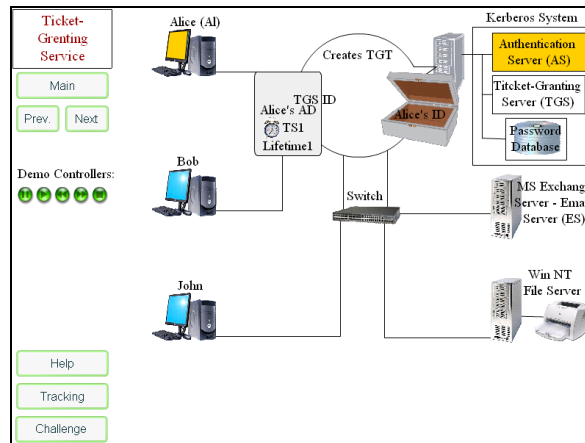 Ticket-
Grenting
Service
Main
Prev.
Next
Demo Controllers:
Help
Tracking
Challenge
Alice (Al)
Creates TGT
TGS ID
Alice's AD
TS1
Lifetime1
Alice's ID
Kerberos System
Authentication
Server (AS)
Titcket-Granting
Server (TGS)
Password
Database
Bob
Switch
MS Exchang
Server - Emai
Server (ES)
John
Win NT
File Server